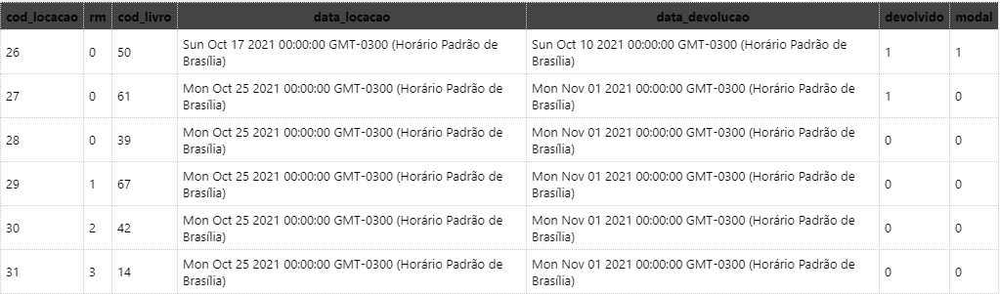 cod_locacao rm cod_livro data_locacao data_devolucao devolvido modal
26 0 50 Sun Oct 17 2021 00:00:00 GMT-0300 (Horário Padrão de Brasília) Sun Oct 10 2021 00:00:00 GMT-0300 (Horário Padrão de Brasília) 1 1
27 0 61 Mon Oct 25 2021 00:00:00 GMT-0300 (Horário Padrão de Brasília) Mon Nov 01 2021 00:00:00 GMT-0300 (Horário Padrão de Brasília) 1 0
28 0 39 Mon Oct 25 2021 00:00:00 GMT-0300 (Horário Padrão de Brasília) Mon Nov 01 2021 00:00:00 GMT-0300 (Horário Padrão de Brasília) 0 0
29 1 67 Mon Oct 25 2021 00:00:00 GMT-0300 (Horário Padrão de Brasília) Mon Nov 01 2021 00:00:00 GMT-0300 (Horário Padrão de Brasília) 0 0
30 2 42 Mon Oct 25 2021 00:00:00 GMT-0300 (Horário Padrão de Brasília) Mon Nov 01 2021 00:00:00 GMT-0300 (Horário Padrão de Brasília) 0 0
31 3 14 Mon Oct 25 2021 00:00:00 GMT-0300 (Horário Padrão de Brasília) Mon Nov 01 2021 00:00:00 GMT-0300 (Horário Padrão de Brasília) 0 0